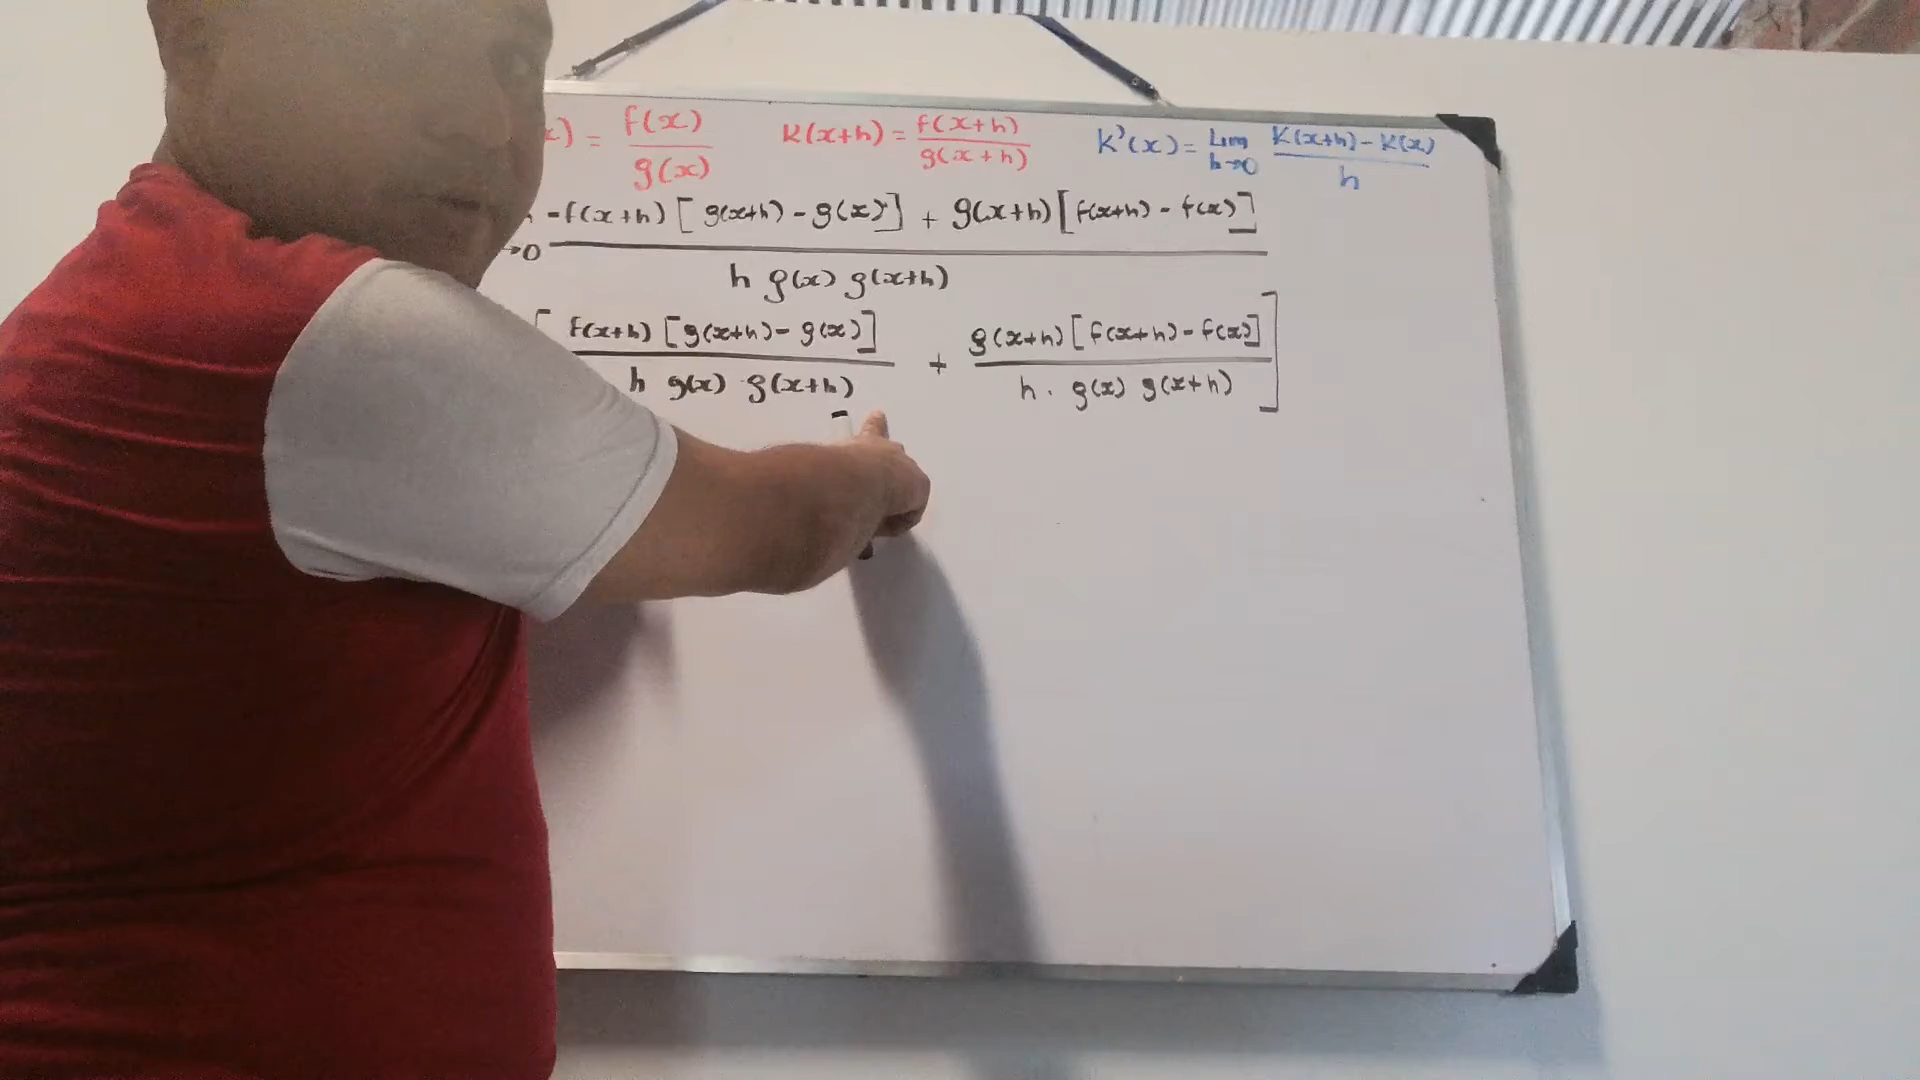 x) = f(x)/g(x)    K(x+h) = f(x+h)/g(x+h)    K'(x) = Lim h→0 K(x+h) - K(x)/h
-f(x+h) [g(x+h) - g(x)] + g(x+h) [f(x+h) - f(x)]
→0
h g(x) g(x+h)
[ f(x+h) [g(x+h) - g(x)] + g(x+h) [f(x+h) - f(x)] ]
h g(x) · g(x+h)    h · g(x) g(x+h)